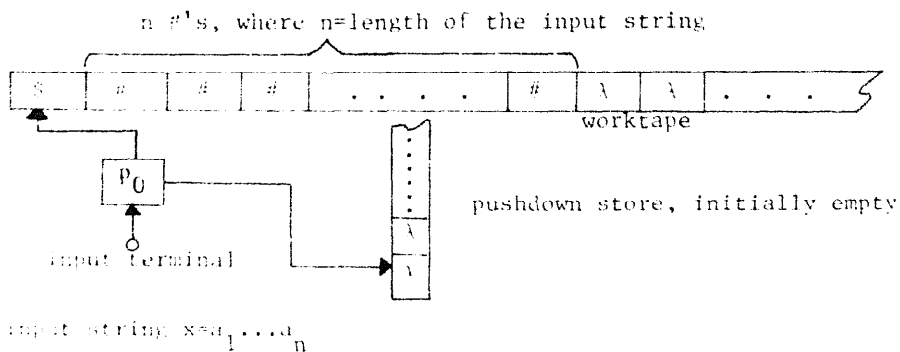 n #'s, where n=length of the input string
$ # # # . . . . # λ λ . . .
worktape
P0
pushdown store, initially empty
λ
λ
input terminal
input string x=a1...an